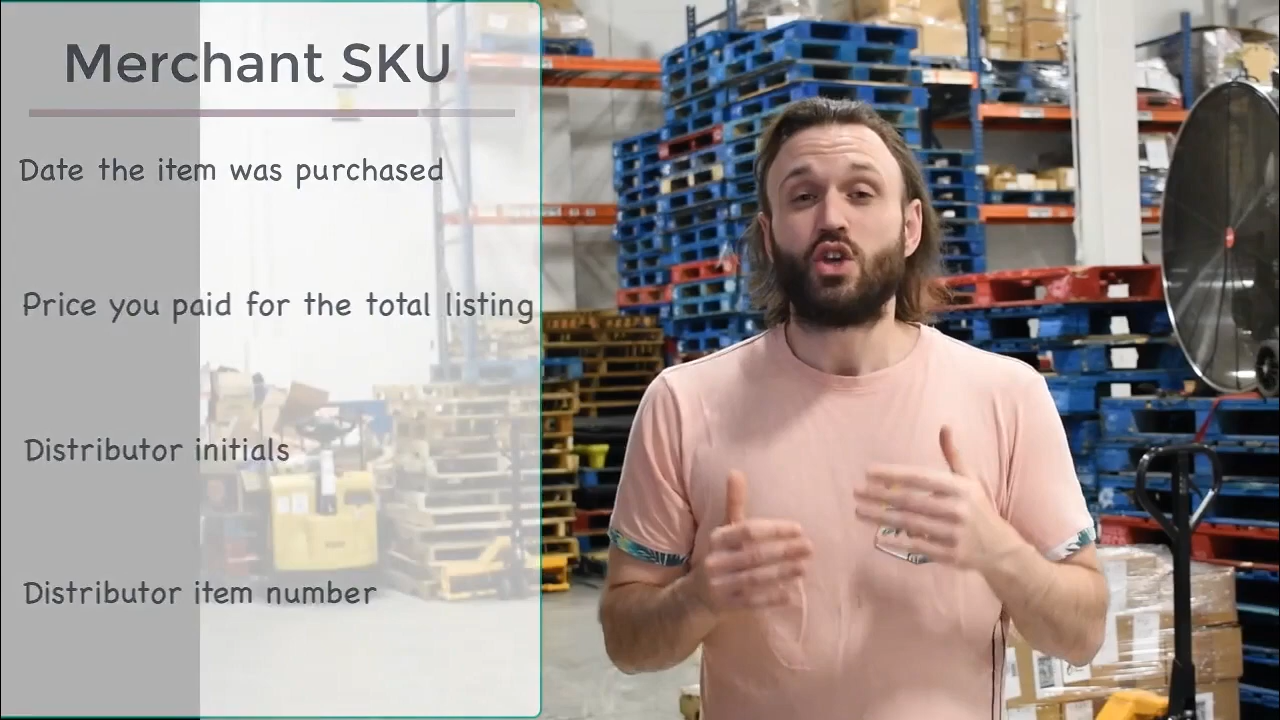 Merchant SKU
Date the item was purchased
Price you paid for the total listing
Distributor initials
Distributor item number